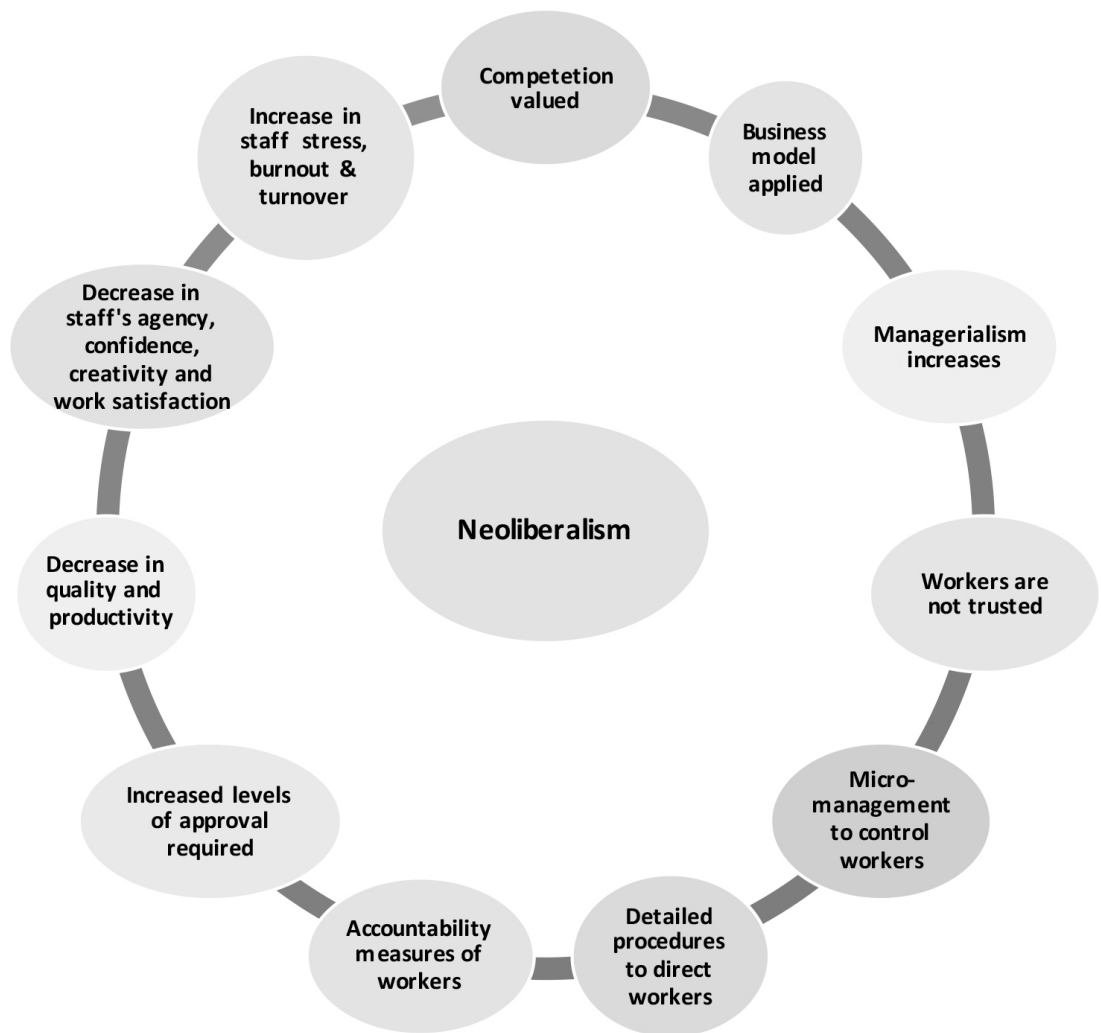 Competetion
valued
Business
model
applied
Managerialism
increases
Workers are
not trusted
Micro-
management
to control
workers
Detailed
procedures
to direct
workers
Accountability
measures of
workers
Increased levels
of approval
required
Decrease in
quality and
productivity
Decrease in
staff's agency,
confidence,
creativity and
work satisfaction
Increase in
staff stress,
burnout &
turnover
Neoliberalism